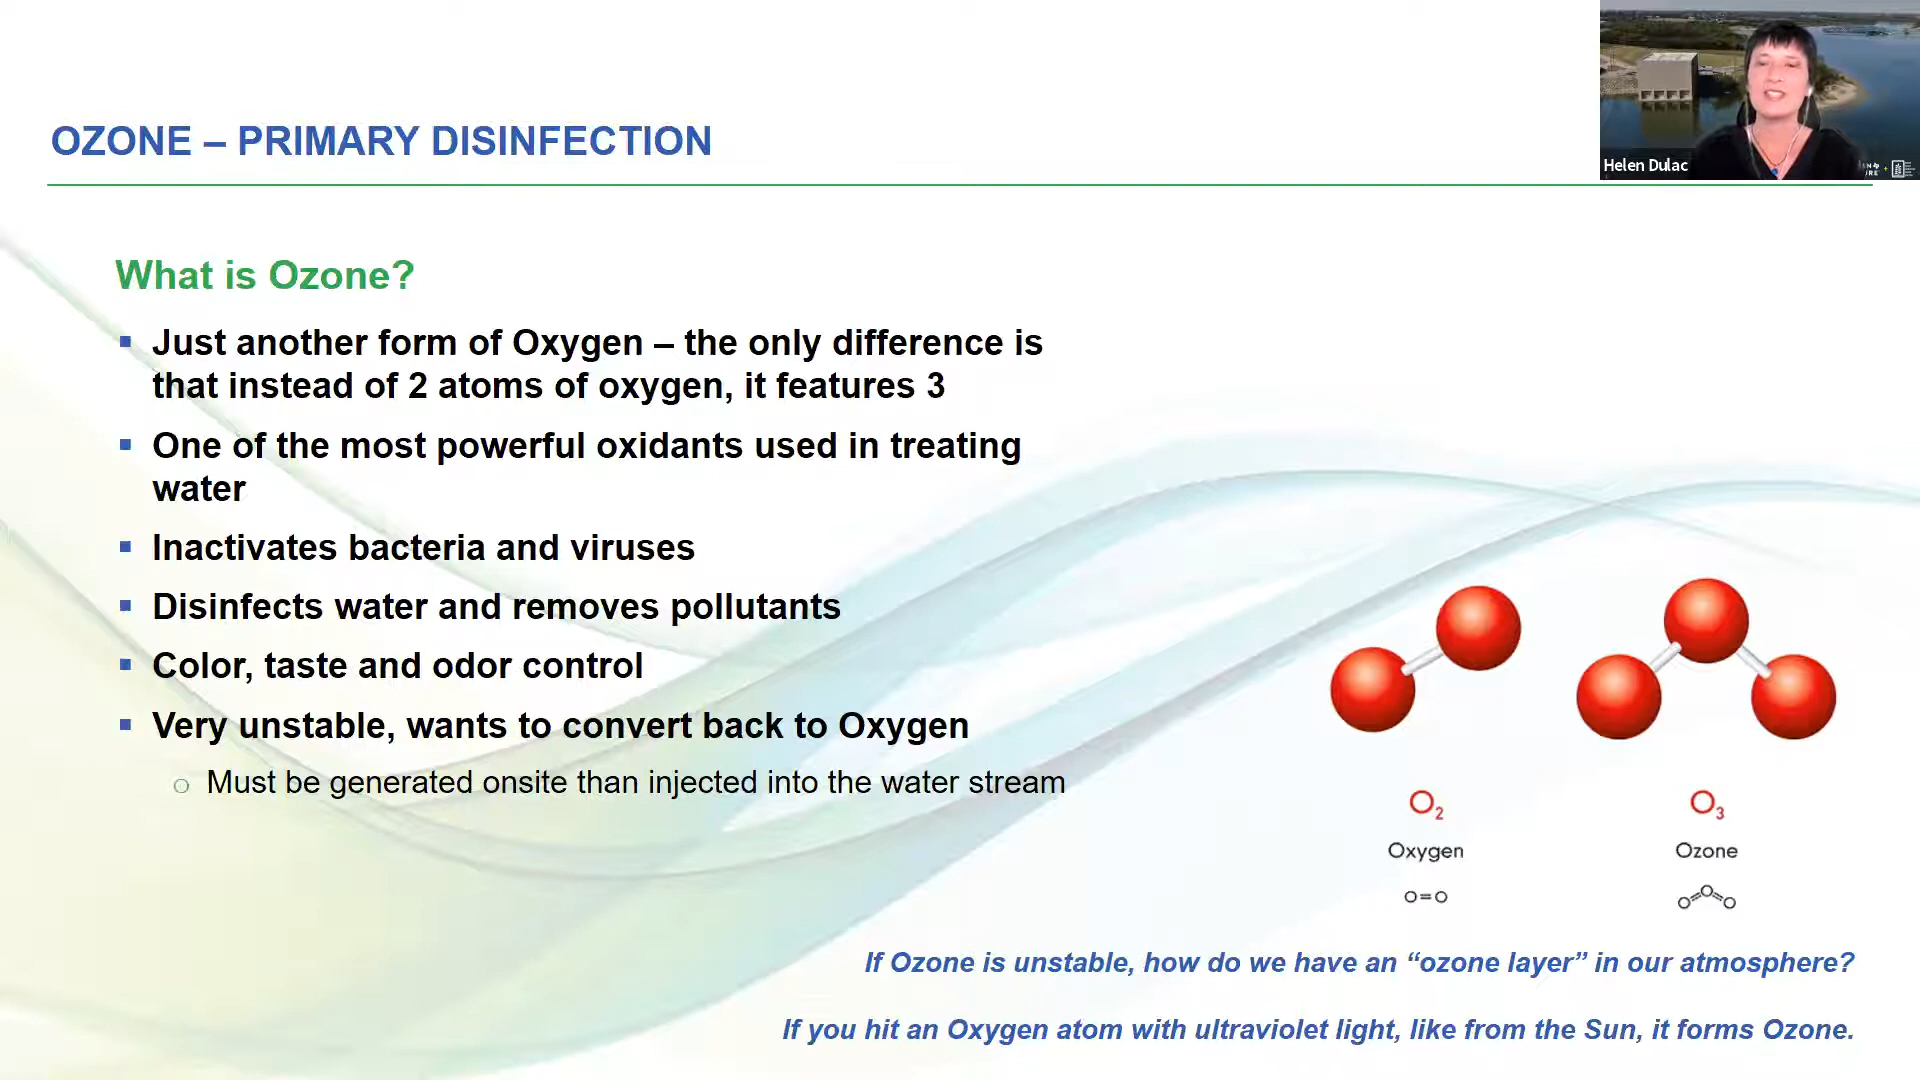 OZONE – PRIMARY DISINFECTION
Helen Dulac
What is Ozone?
Just another form of Oxygen – the only difference is
that instead of 2 atoms of oxygen, it features 3
One of the most powerful oxidants used in treating
water
Inactivates bacteria and viruses
Disinfects water and removes pollutants
Color, taste and odor control
Very unstable, wants to convert back to Oxygen
Must be generated onsite than injected into the water stream
O2
O3
Oxygen
Ozone
O=O
O=O=O
If Ozone is unstable, how do we have an “ozone layer” in our atmosphere?
If you hit an Oxygen atom with ultraviolet light, like from the Sun, it forms Ozone.